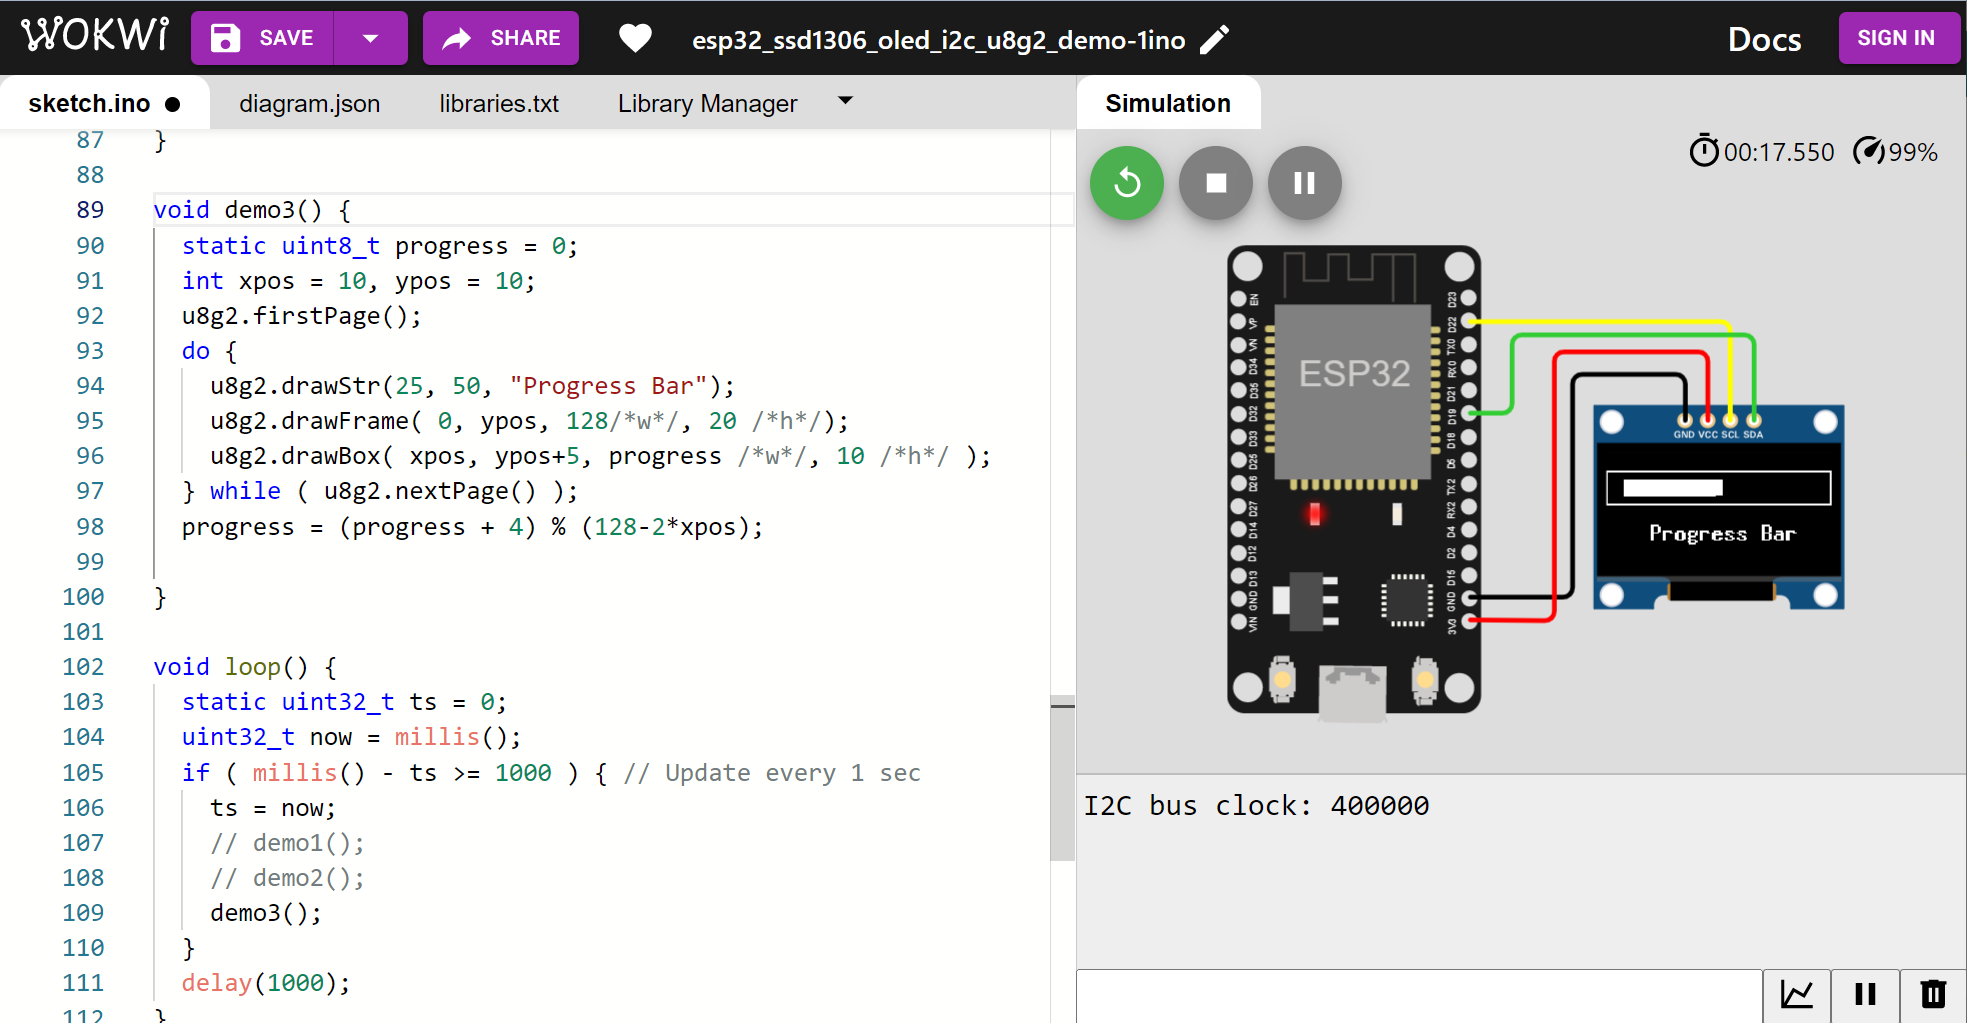 WOKWi
SAVE
SHARE
esp32_ssd1306_oled_i2c_u8g2_demo-1ino
Docs
SIGN IN
sketch.ino ●
diagram.json
libraries.txt
Library Manager
Simulation
87 }
88
89 void demo3() {
90 static uint8_t progress = 0;
91 int xpos = 10, ypos = 10;
92 u8g2.firstPage();
93 do {
94 u8g2.drawStr(25, 50, "Progress Bar");
95 u8g2.drawFrame( 0, ypos, 128/*w*/, 20 /*h*/);
96 u8g2.drawBox( xpos, ypos+5, progress /*w*/, 10 /*h*/ );
97 } while ( u8g2.nextPage() );
98 progress = (progress + 4) % (128-2*xpos);
99
100 }
101
102 void loop() {
103 static uint32_t ts = 0;
104 uint32_t now = millis();
105 if ( millis() - ts >= 1000 ) { // Update every 1 sec
106 ts = now;
107 // demo1();
108 // demo2();
109 demo3();
110 }
111 delay(1000);
112 }
00:17.550
99%
EN
VP
VN
D34
D35
D32
D33
D25
D26
D27
D14
D12
D13
GND
VIN
ESP32
D23
D22
TX0
RX0
D21
D19
D18
D5
TX2
RX2
D4
D2
D15
GND
3V3
GND VCC SCL SDA
Progress Bar
I2C bus clock: 400000